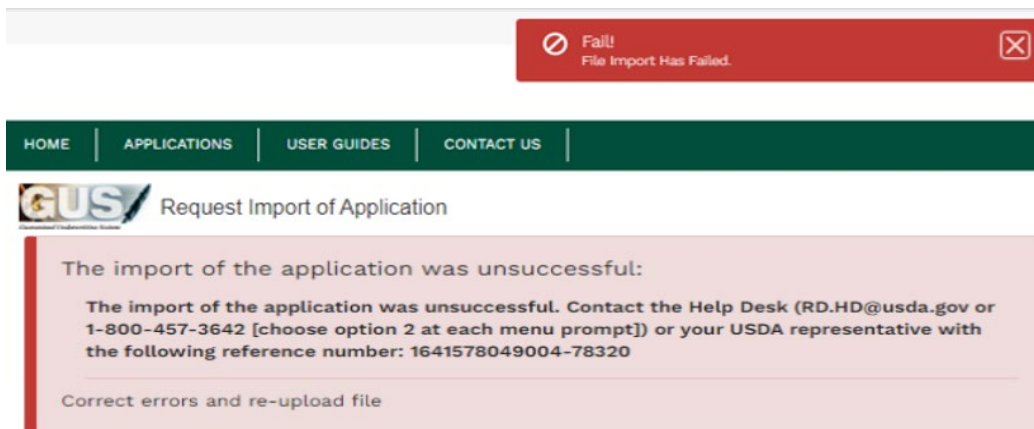 Fail!
File Import Has Failed.
HOME
APPLICATIONS
USER GUIDES
CONTACT US
GUS
Guaranteed Underwriting System
Request Import of Application
The import of the application was unsuccessful:
The import of the application was unsuccessful. Contact the Help Desk (RD.HD@usda.gov or
1-800-457-3642 [choose option 2 at each menu prompt]) or your USDA representative with
the following reference number: 1641578049004-78320
Correct errors and re-upload file